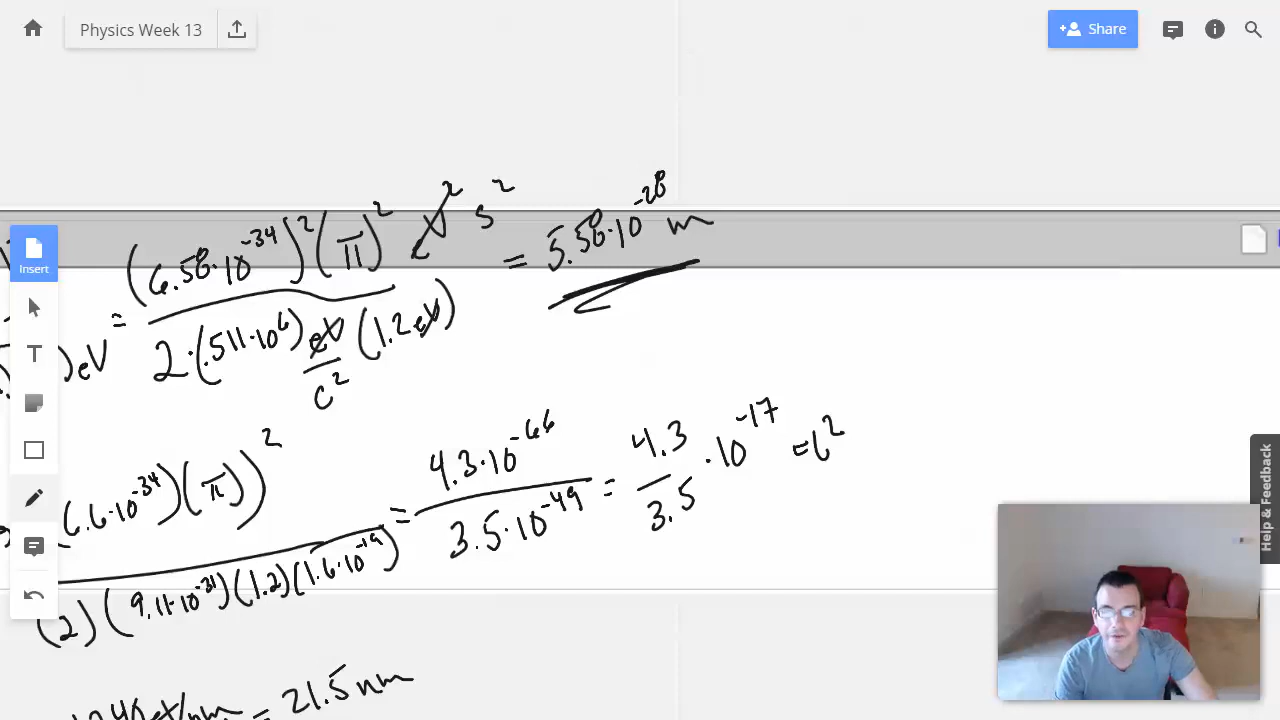 Physics Week 13
Share
Insert
T
Help & Feedback
) eV = (6.58·10^-34)^2 (π)^2 eV^2 s^2 / 2·(.511·10^6) eV/c^2 (1.2 eV) = 5.58·10^-28 m
(6.6·10^-34)(π))^2 / (2)(9.11·10^-31)(1.2)(1.6·10^-19) = 4.3·10^-66 / 3.5·10^-49 = 4.3/3.5 · 10^-17 = L^2
= 21.5 nm